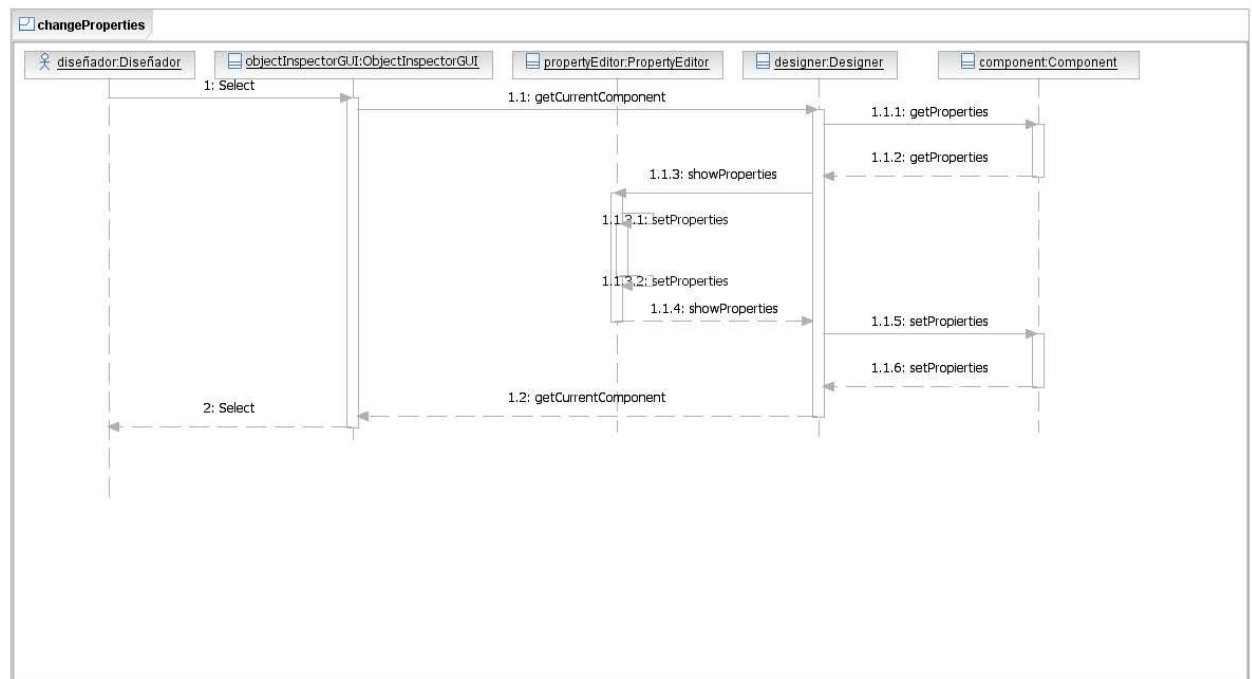 changeProperties
diseñador:Diseñador
objectInspectorGUI:ObjectInspectorGUI
propertyEditor:PropertyEditor
designer:Designer
component:Component
1: Select
1.1: getCurrentComponent
1.1.1: getProperties
1.1.2: getProperties
1.1.3: showProperties
1.1.3.1: setProperties
1.1.3.2: setProperties
1.1.4: showProperties
1.1.5: setPropierties
1.1.6: setPropierties
1.2: getCurrentComponent
2: Select